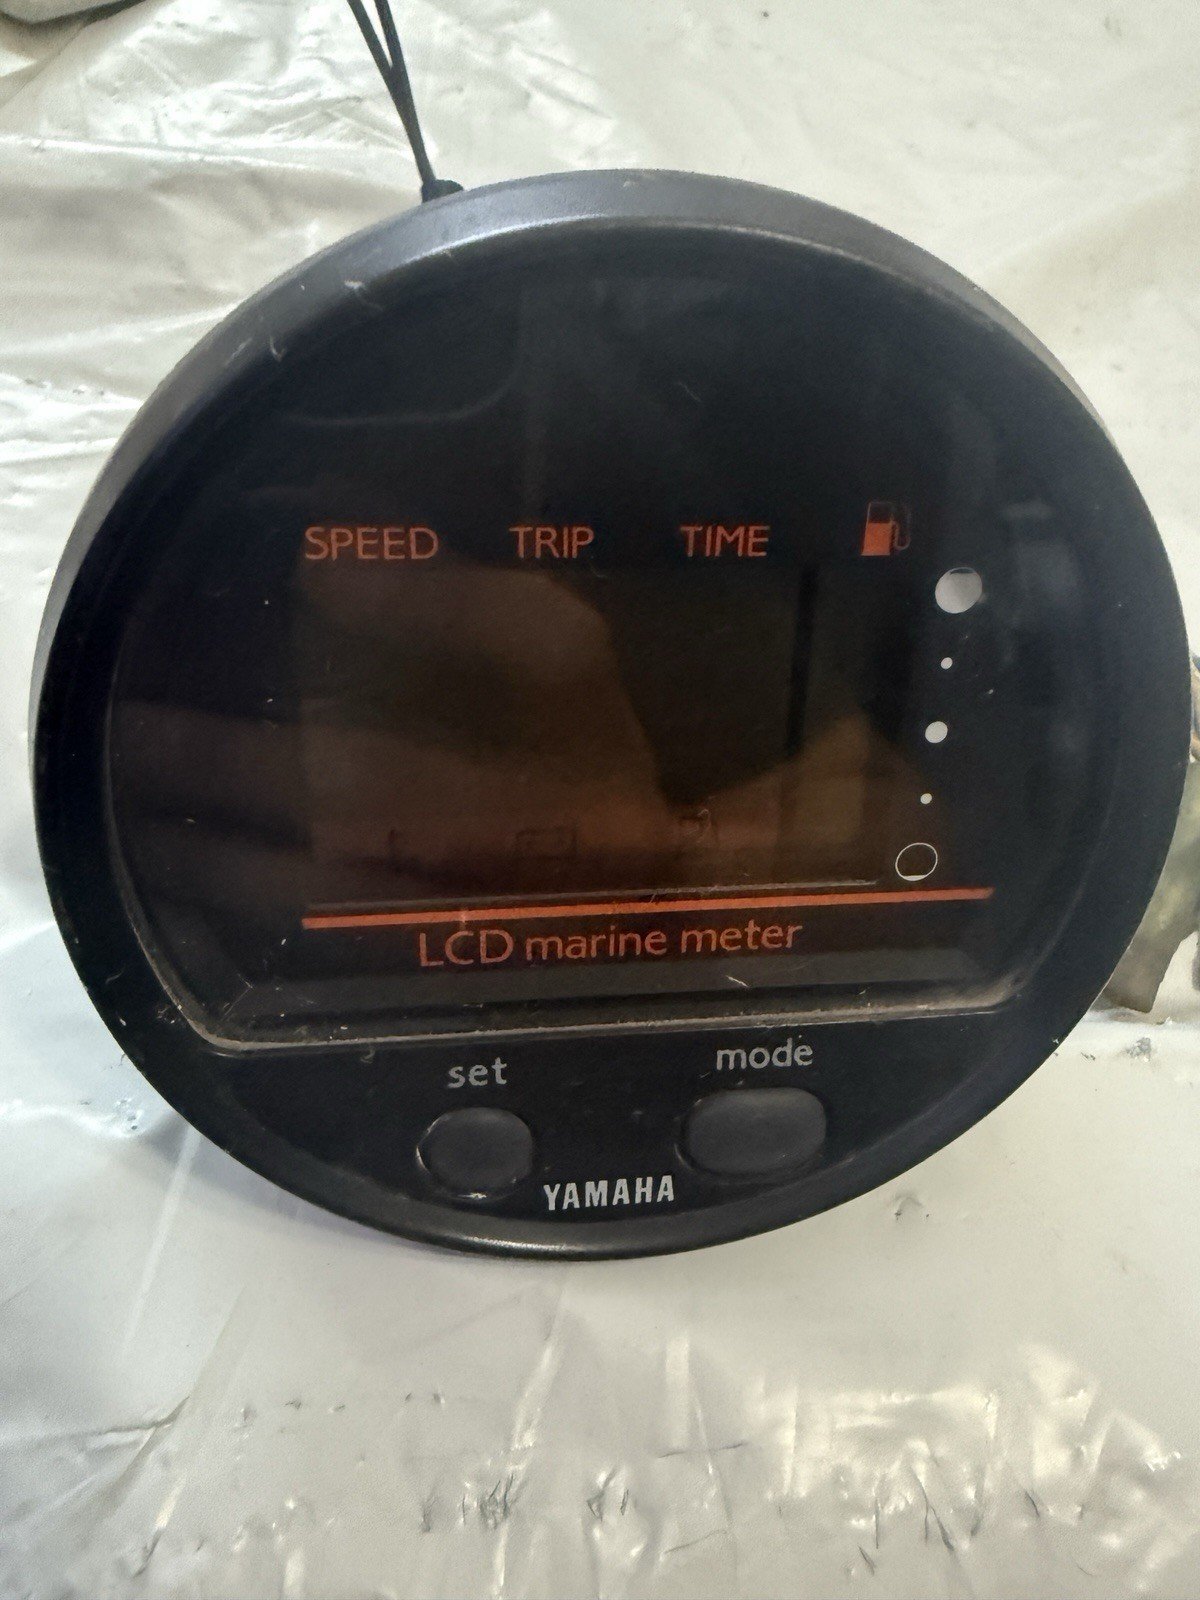 SPEED TRIP TIME
LCD marine meter
set mode
YAMAHA